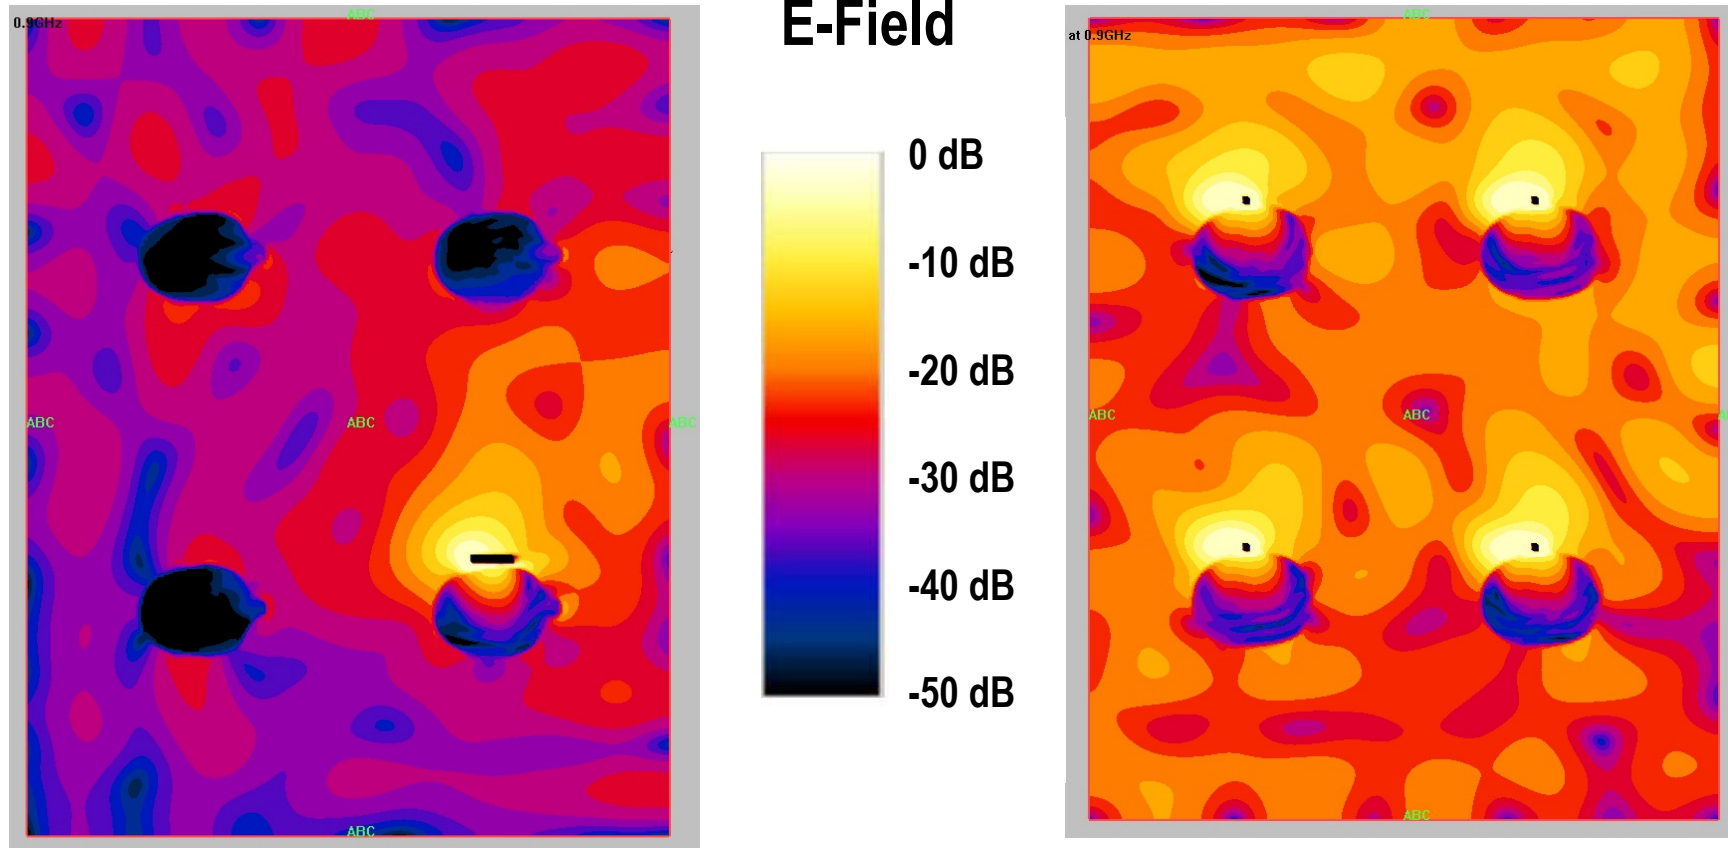 0.9GHz
ABC
ABC
ABC
ABC
ABC
E-Field
0 dB
-10 dB
-20 dB
-30 dB
-40 dB
-50 dB
at 0.9GHz
ABC
ABC
ABC
ABC